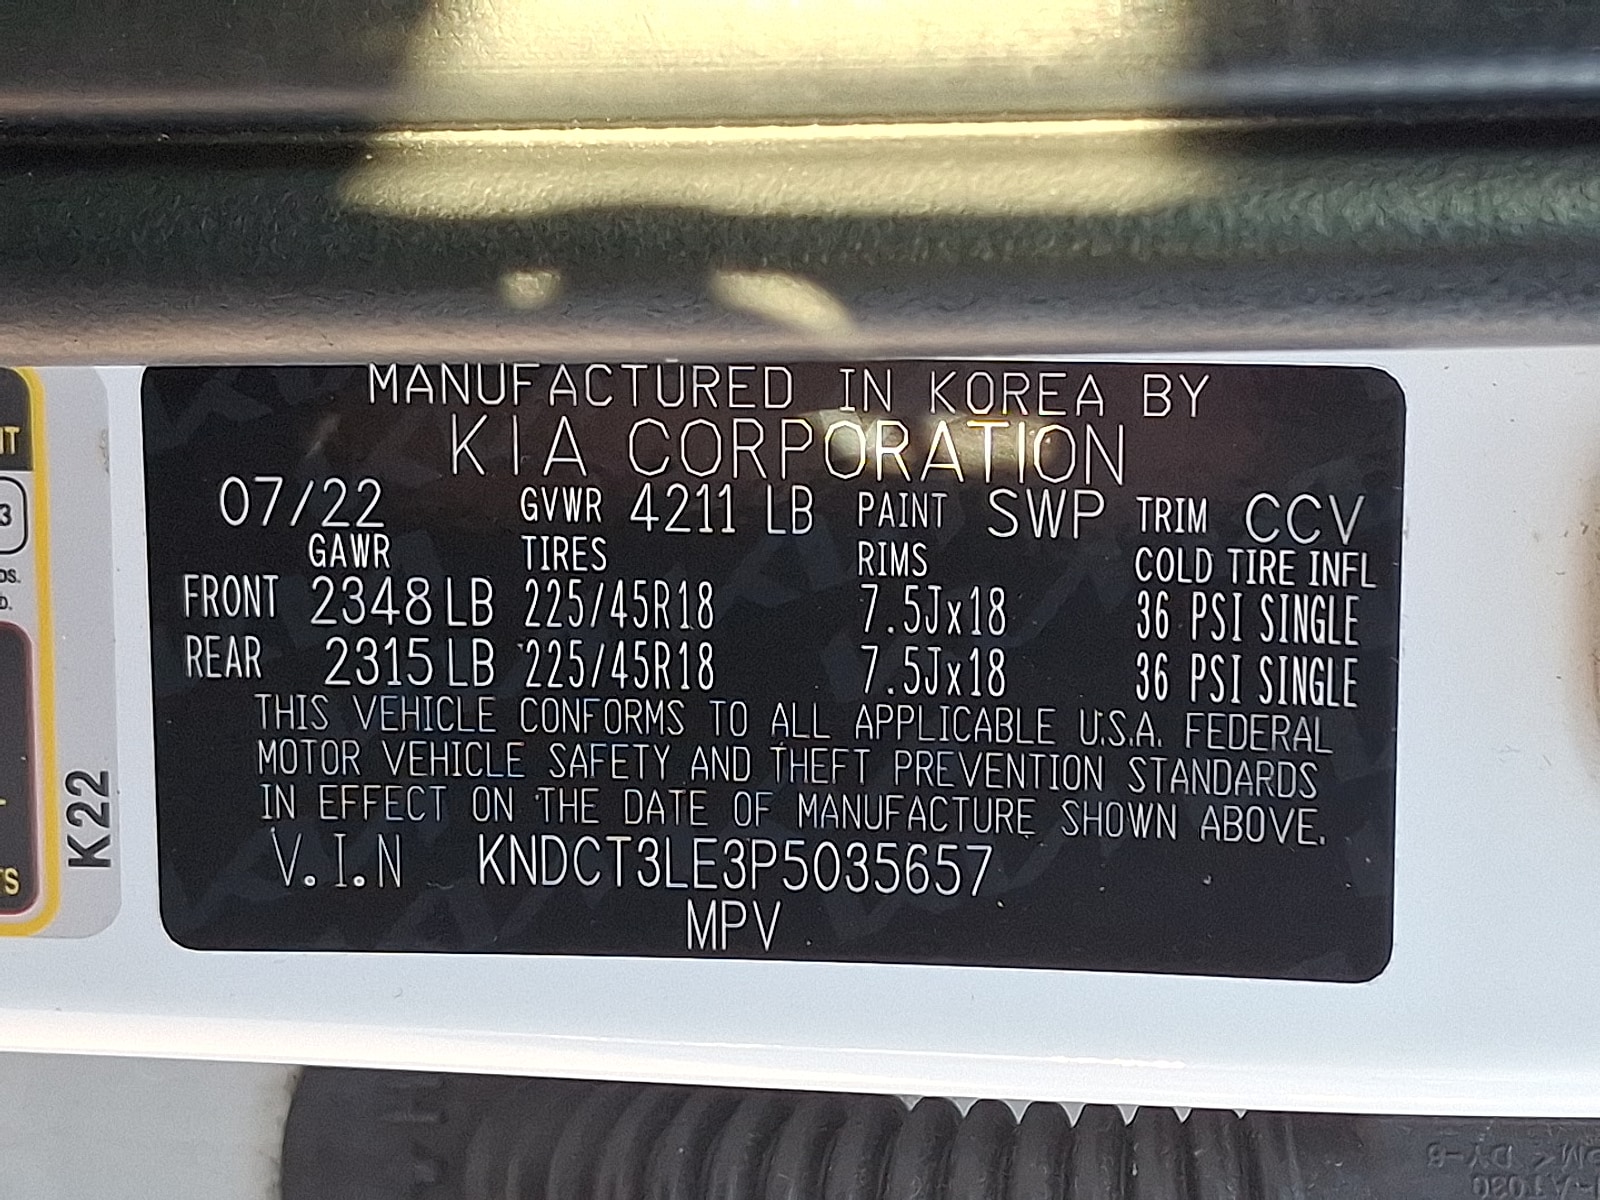 MANUFACTURED IN KOREA BY
KIA CORPORATION
07/22 GVWR 4211 LB PAINT SWP TRIM CCV
GAWR TIRES RIMS COLD TIRE INFL
FRONT 2348 LB 225/45R18 7.5Jx18 36 PSI SINGLE
REAR 2315 LB 225/45R18 7.5Jx18 36 PSI SINGLE
THIS VEHICLE CONFORMS TO ALL APPLICABLE U.S.A. FEDERAL
MOTOR VEHICLE SAFETY AND THEFT PREVENTION STANDARDS
IN EFFECT ON THE DATE OF MANUFACTURE SHOWN ABOVE.
V.I.N KNDCT3LE3P5035657
MPV
K22